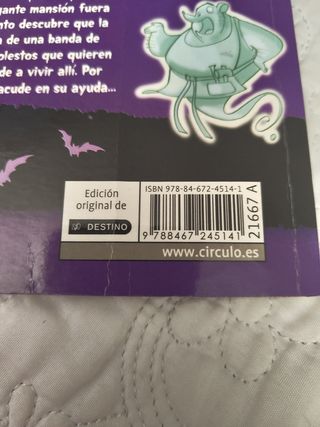 gante mansión fuera
nto descubre que la
de una banda de
olestos que quieren
de a vivir allí. Por
acude en su ayuda...
Edición
original de
DESTINO
ISBN 978-84-672-4514-1
9 788467 245141
21667 A
www.circulo.es